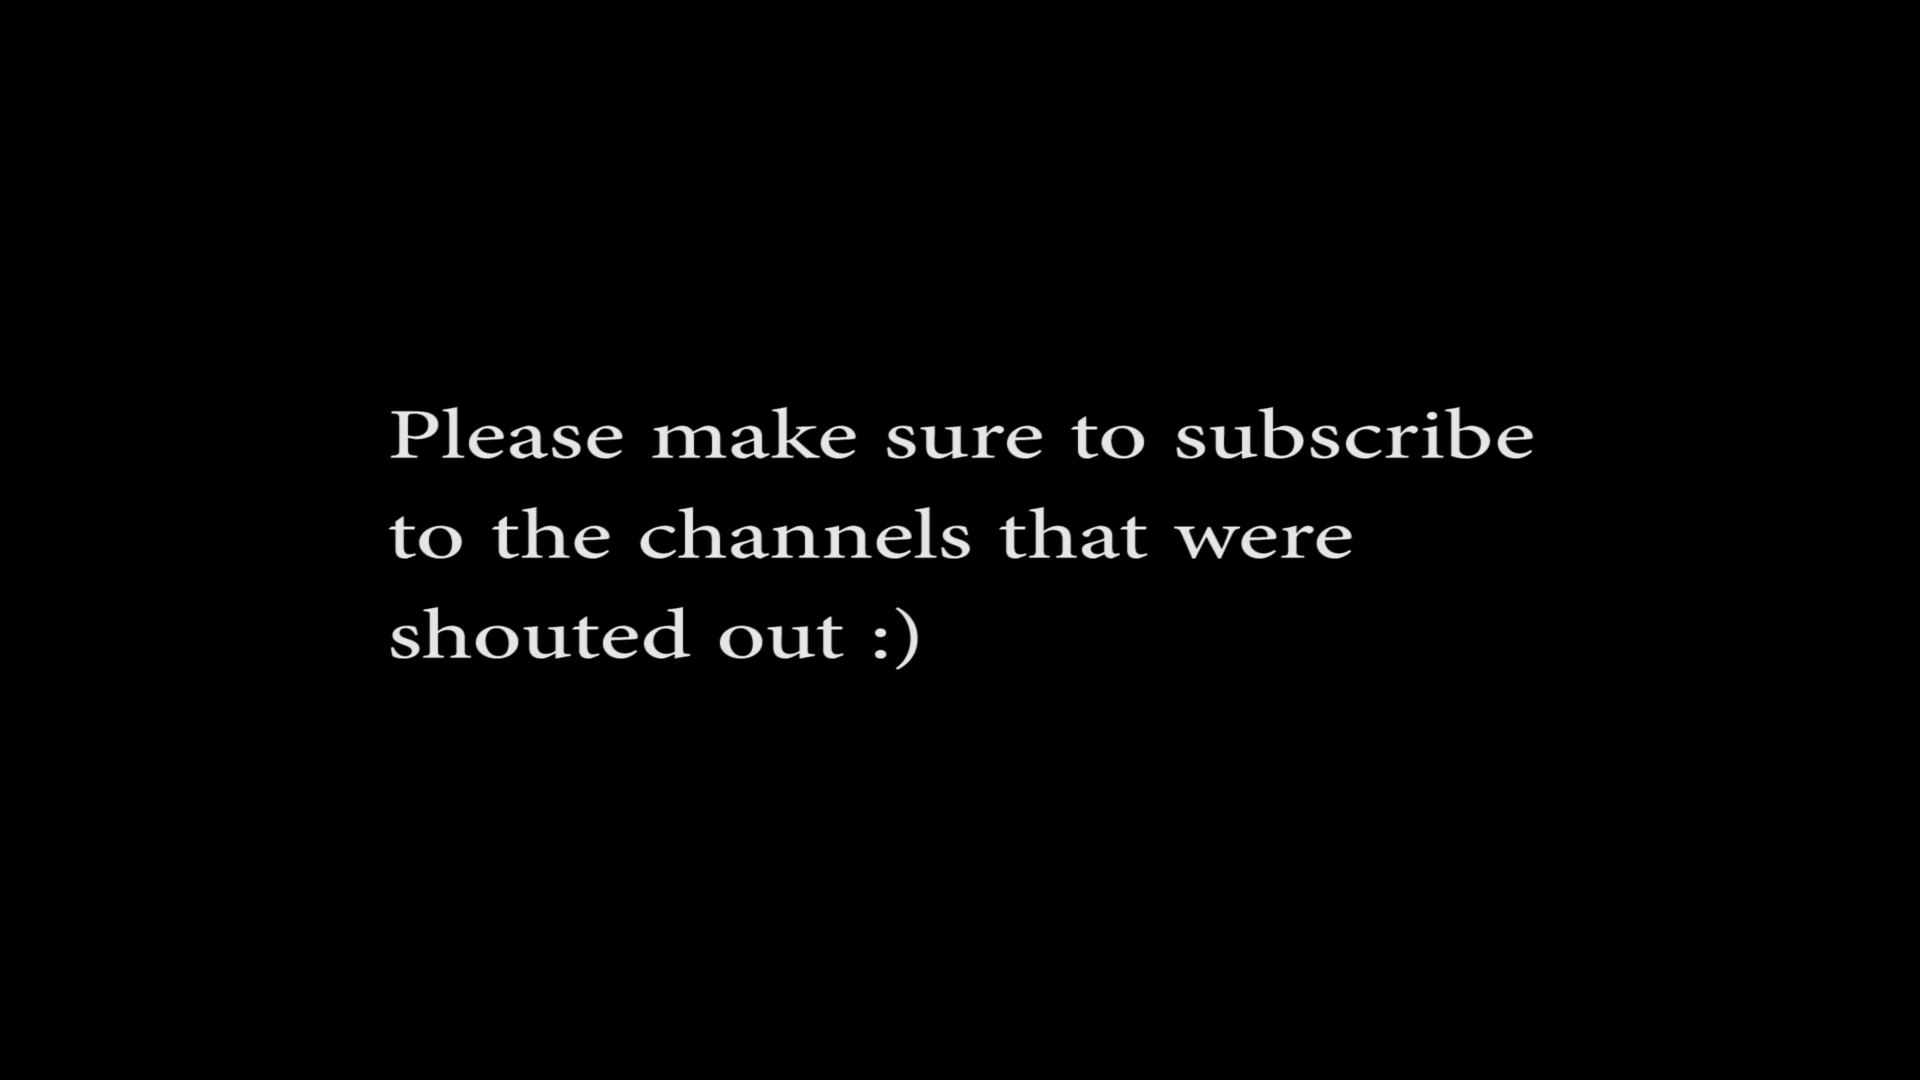 Please make sure to subscribe
to the channels that were
shouted out :)